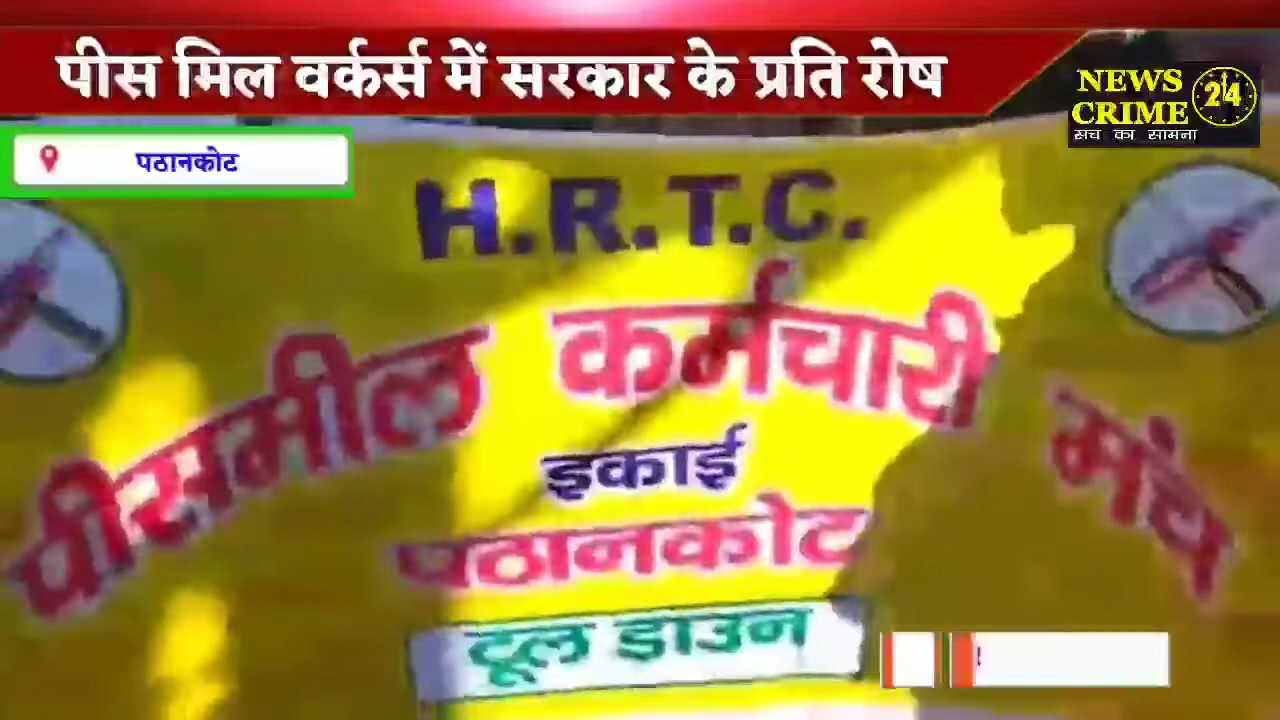 पीस मिल वर्कर्स में सरकार के प्रति रोष
NEWS
CRIME 24
सच का सामना
पठानकोट
H.R.T.C.
पीसमील कर्मचारी मंच
इकाई
पठानकोट
टूल डाउन
!